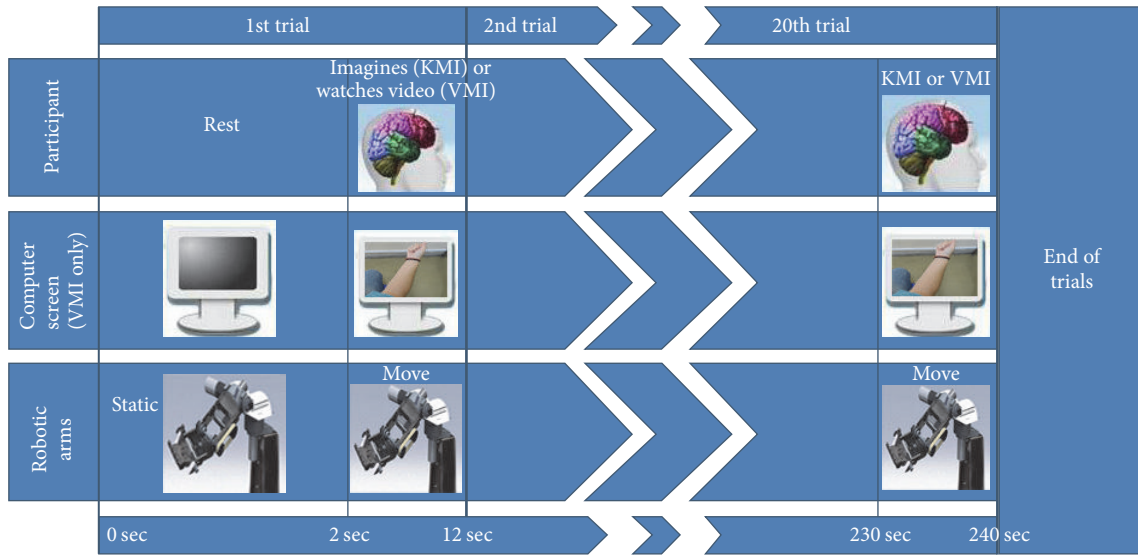 1st trial
2nd trial
20th trial
Participant
Rest
Imagines (KMI) or
watches video (VMI)
KMI or VMI
Computer
screen
(VMI only)
End of
trials
Robotic
arms
Static
Move
Move
0 sec
2 sec
12 sec
230 sec
240 sec